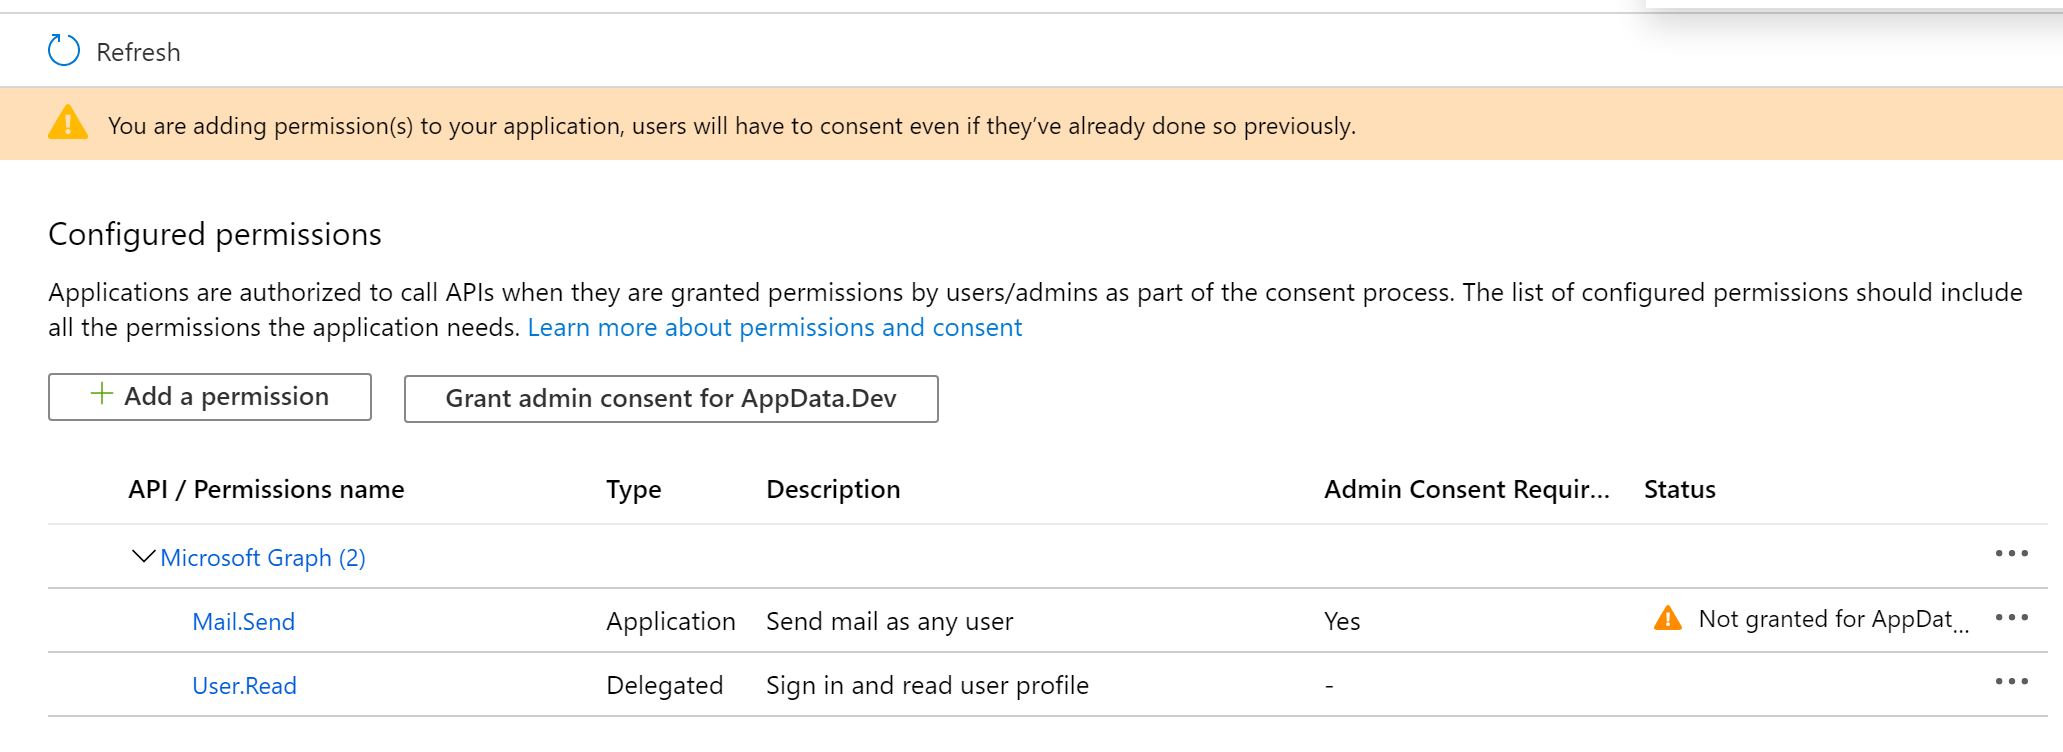 Refresh
You are adding permission(s) to your application, users will have to consent even if they’ve already done so previously.
Configured permissions
Applications are authorized to call APIs when they are granted permissions by users/admins as part of the consent process. The list of configured permissions should include
all the permissions the application needs. Learn more about permissions and consent
Add a permission
Grant admin consent for AppData.Dev
API / Permissions name Type Description Admin Consent Requir... Status
Microsoft Graph (2)
Mail.Send Application Send mail as any user Yes Not granted for AppDat...
User.Read Delegated Sign in and read user profile -